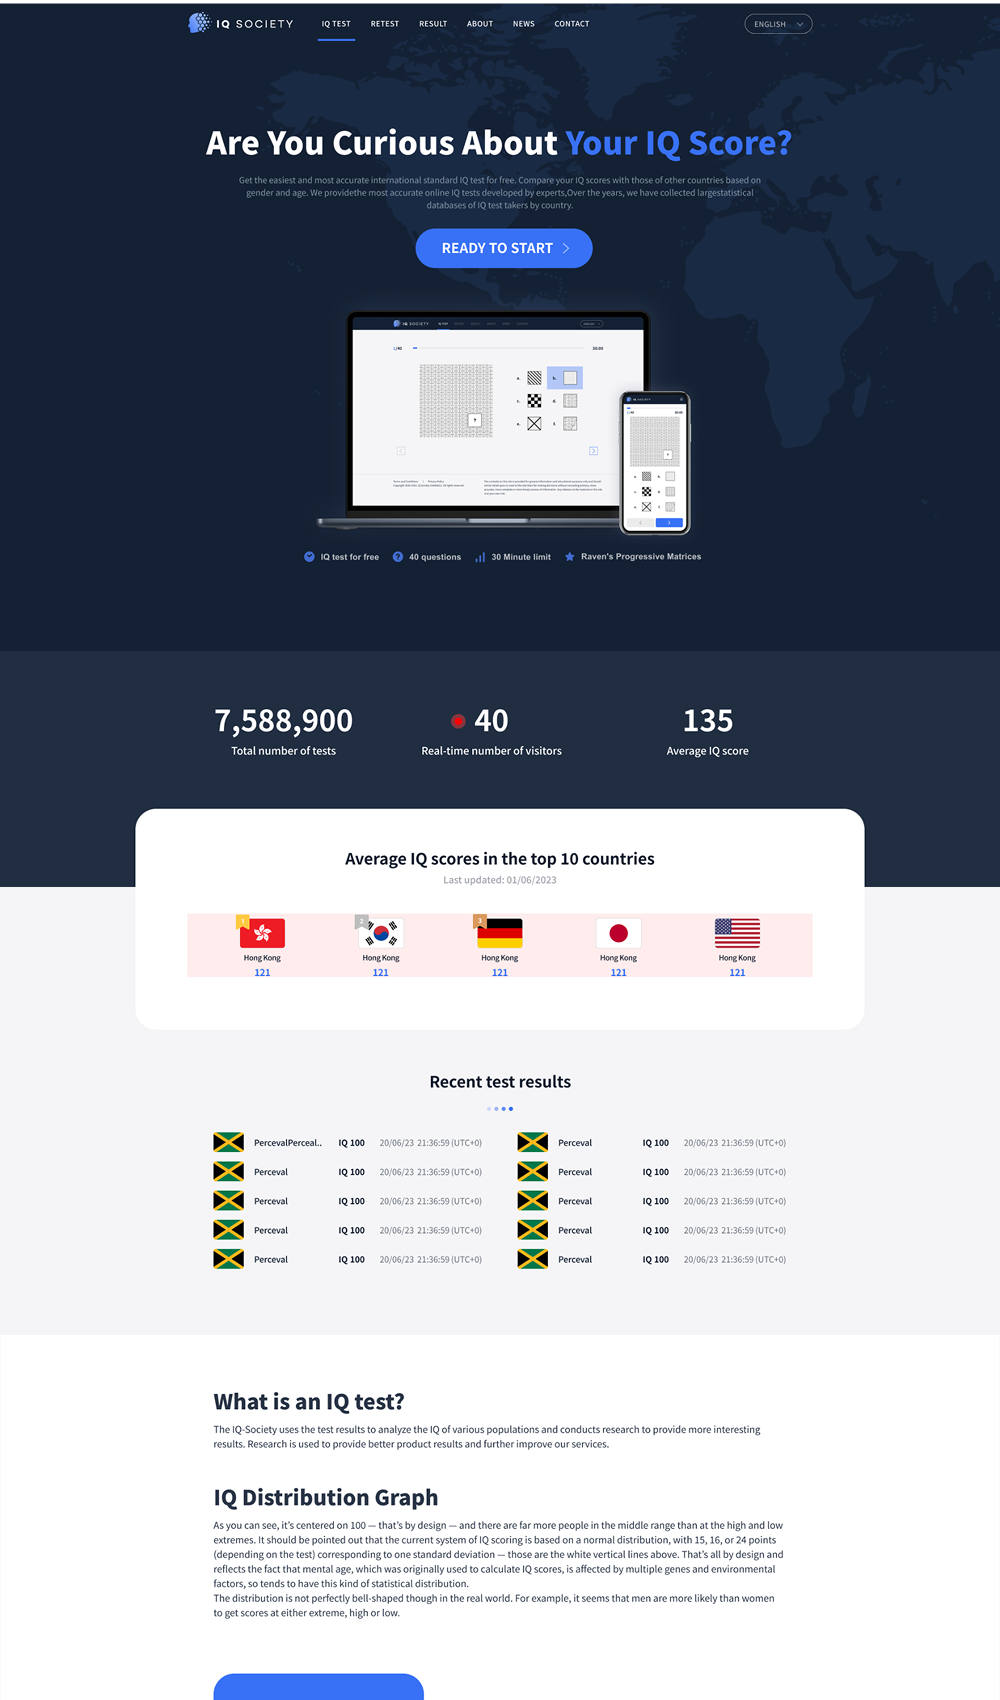 IQ SOCIETY
IQ TEST
RETEST
RESULT
ABOUT
NEWS
CONTACT
ENGLISH
Are You Curious About Your IQ Score?
Get the easiest and most accurate international standard IQ test for free. Compare your IQ scores with those of other countries based on
gender and age. We providethe most accurate online IQ tests developed by experts,Over the years, we have collected largestatistical
databases of IQ test takers by country.
READY TO START
IQ SOCIETY
1/40
30:00
a.
b.
c.
d.
e.
f.
?
IQ test for free
40 questions
30 Minute limit
Raven's Progressive Matrices
7,588,900
Total number of tests
40
Real-time number of visitors
135
Average IQ score
Average IQ scores in the top 10 countries
Last updated: 01/06/2023
1
2
3
Hong Kong
Hong Kong
Hong Kong
Hong Kong
Hong Kong
121
121
121
121
121
Recent test results
PercevalPerceal.. IQ 100 20/06/23 21:36:59 (UTC+0)
Perceval IQ 100 20/06/23 21:36:59 (UTC+0)
Perceval IQ 100 20/06/23 21:36:59 (UTC+0)
Perceval IQ 100 20/06/23 21:36:59 (UTC+0)
Perceval IQ 100 20/06/23 21:36:59 (UTC+0)
Perceval IQ 100 20/06/23 21:36:59 (UTC+0)
Perceval IQ 100 20/06/23 21:36:59 (UTC+0)
Perceval IQ 100 20/06/23 21:36:59 (UTC+0)
Perceval IQ 100 20/06/23 21:36:59 (UTC+0)
Perceval IQ 100 20/06/23 21:36:59 (UTC+0)
What is an IQ test?
The IQ-Society uses the test results to analyze the IQ of various populations and conducts research to provide more interesting
results. Research is used to provide better product results and further improve our services.
IQ Distribution Graph
As you can see, it's centered on 100 — that's by design — and there are far more people in the middle range than at the high and low
extremes. It should be pointed out that the current system of IQ scoring is based on a normal distribution, with 15, 16, or 24 points
(depending on the test) corresponding to one standard deviation — those are the white vertical lines above. That's all by design and
reflects the fact that mental age, which was originally used to calculate IQ scores, is affected by multiple genes and environmental
factors, so tends to have this kind of statistical distribution.
The distribution is not perfectly bell-shaped though in the real world. For example, it seems that men are more likely than women
to get scores at either extreme, high or low.